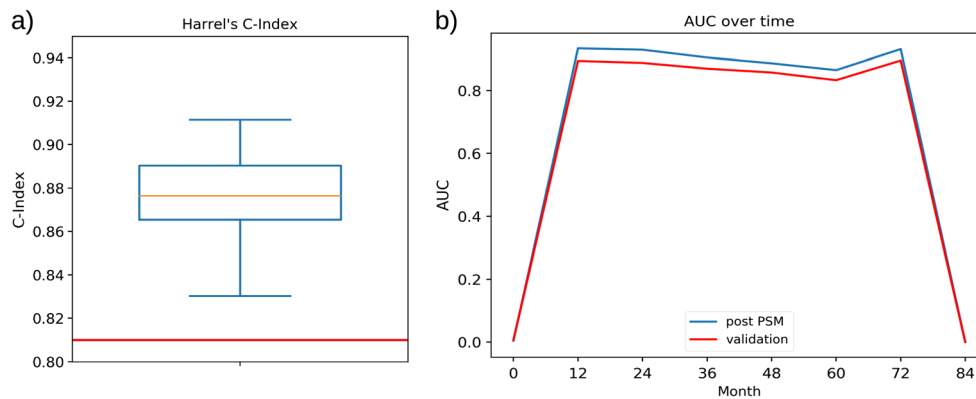 a)
Harrel's C-Index
C-Index
0.94
0.92
0.90
0.88
0.86
0.84
0.82
0.80
b)
AUC over time
AUC
0.8
0.6
0.4
0.2
0.0
post PSM
validation
0 12 24 36 48 60 72 84
Month